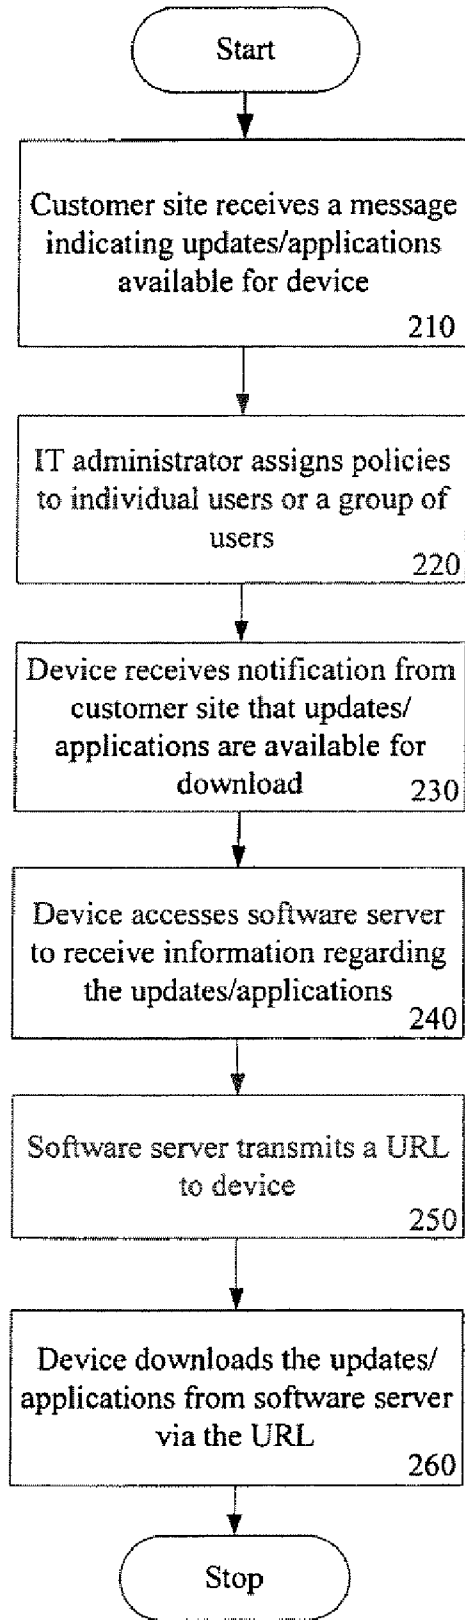 Start
Customer site receives a message
indicating updates/applications
available for device
210
IT administrator assigns policies
to individual users or a group of
users
220
Device receives notification from
customer site that updates/
applications are available for
download
230
Device accesses software server
to receive information regarding
the updates/applications
240
Software server transmits a URL
to device
250
Device downloads the updates/
applications from software server
via the URL
260
Stop